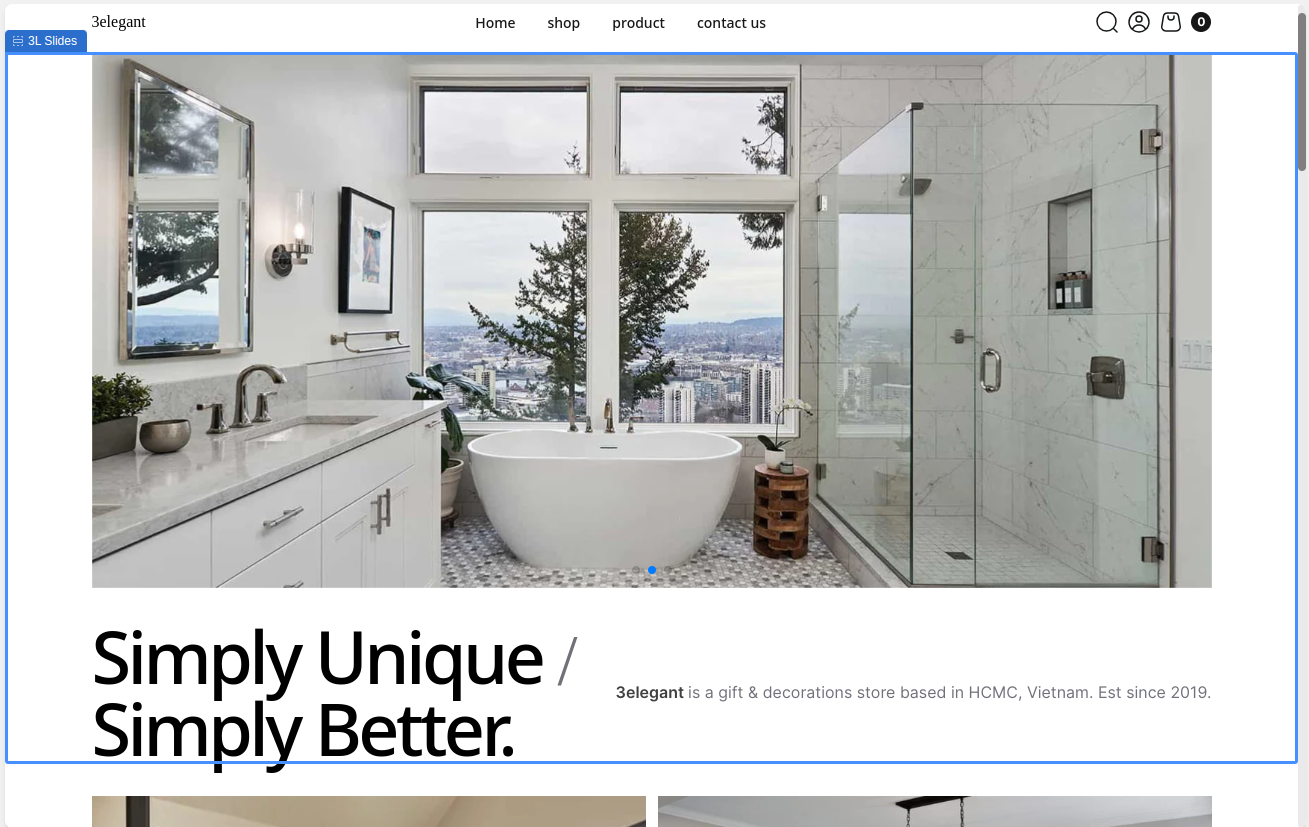 3elegant
Home shop product contact us
0
3L Slides
Simply Unique /
Simply Better.
3elegant is a gift & decorations store based in HCMC, Vietnam. Est since 2019.